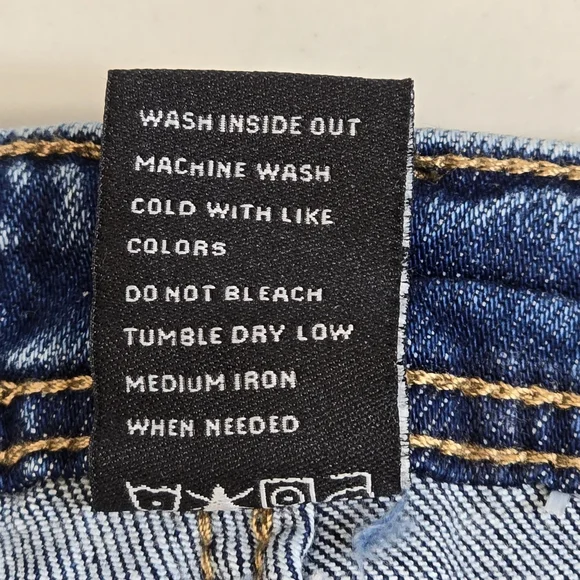 WASH INSIDE OUT
MACHINE WASH
COLD WITH LIKE
COLORS
DO NOT BLEACH
TUMBLE DRY LOW
MEDIUM IRON
WHEN NEEDED